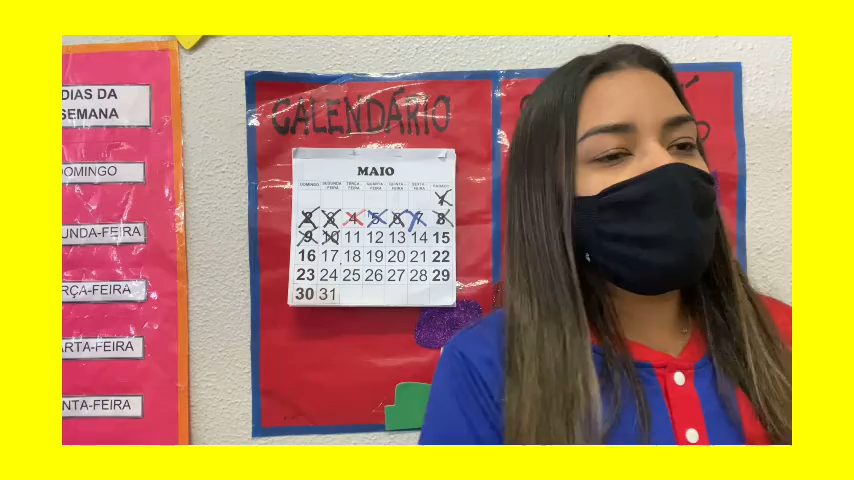 DIAS DA
SEMANA
DOMINGO
UNDA-FEIRA
RÇA-FEIRA
ARTA-FEIRA
NTA-FEIRA
CALENDÁRIO
MAIO
DOMINGO SEGUNDA-FEIRA TERÇA-FEIRA QUARTA-FEIRA QUINTA-FEIRA SEXTA-FEIRA SÁBADO
1
2 3 4 5 6 7 8
9 10 11 12 13 14 15
16 17 18 19 20 21 22
23 24 25 26 27 28 29
30 31